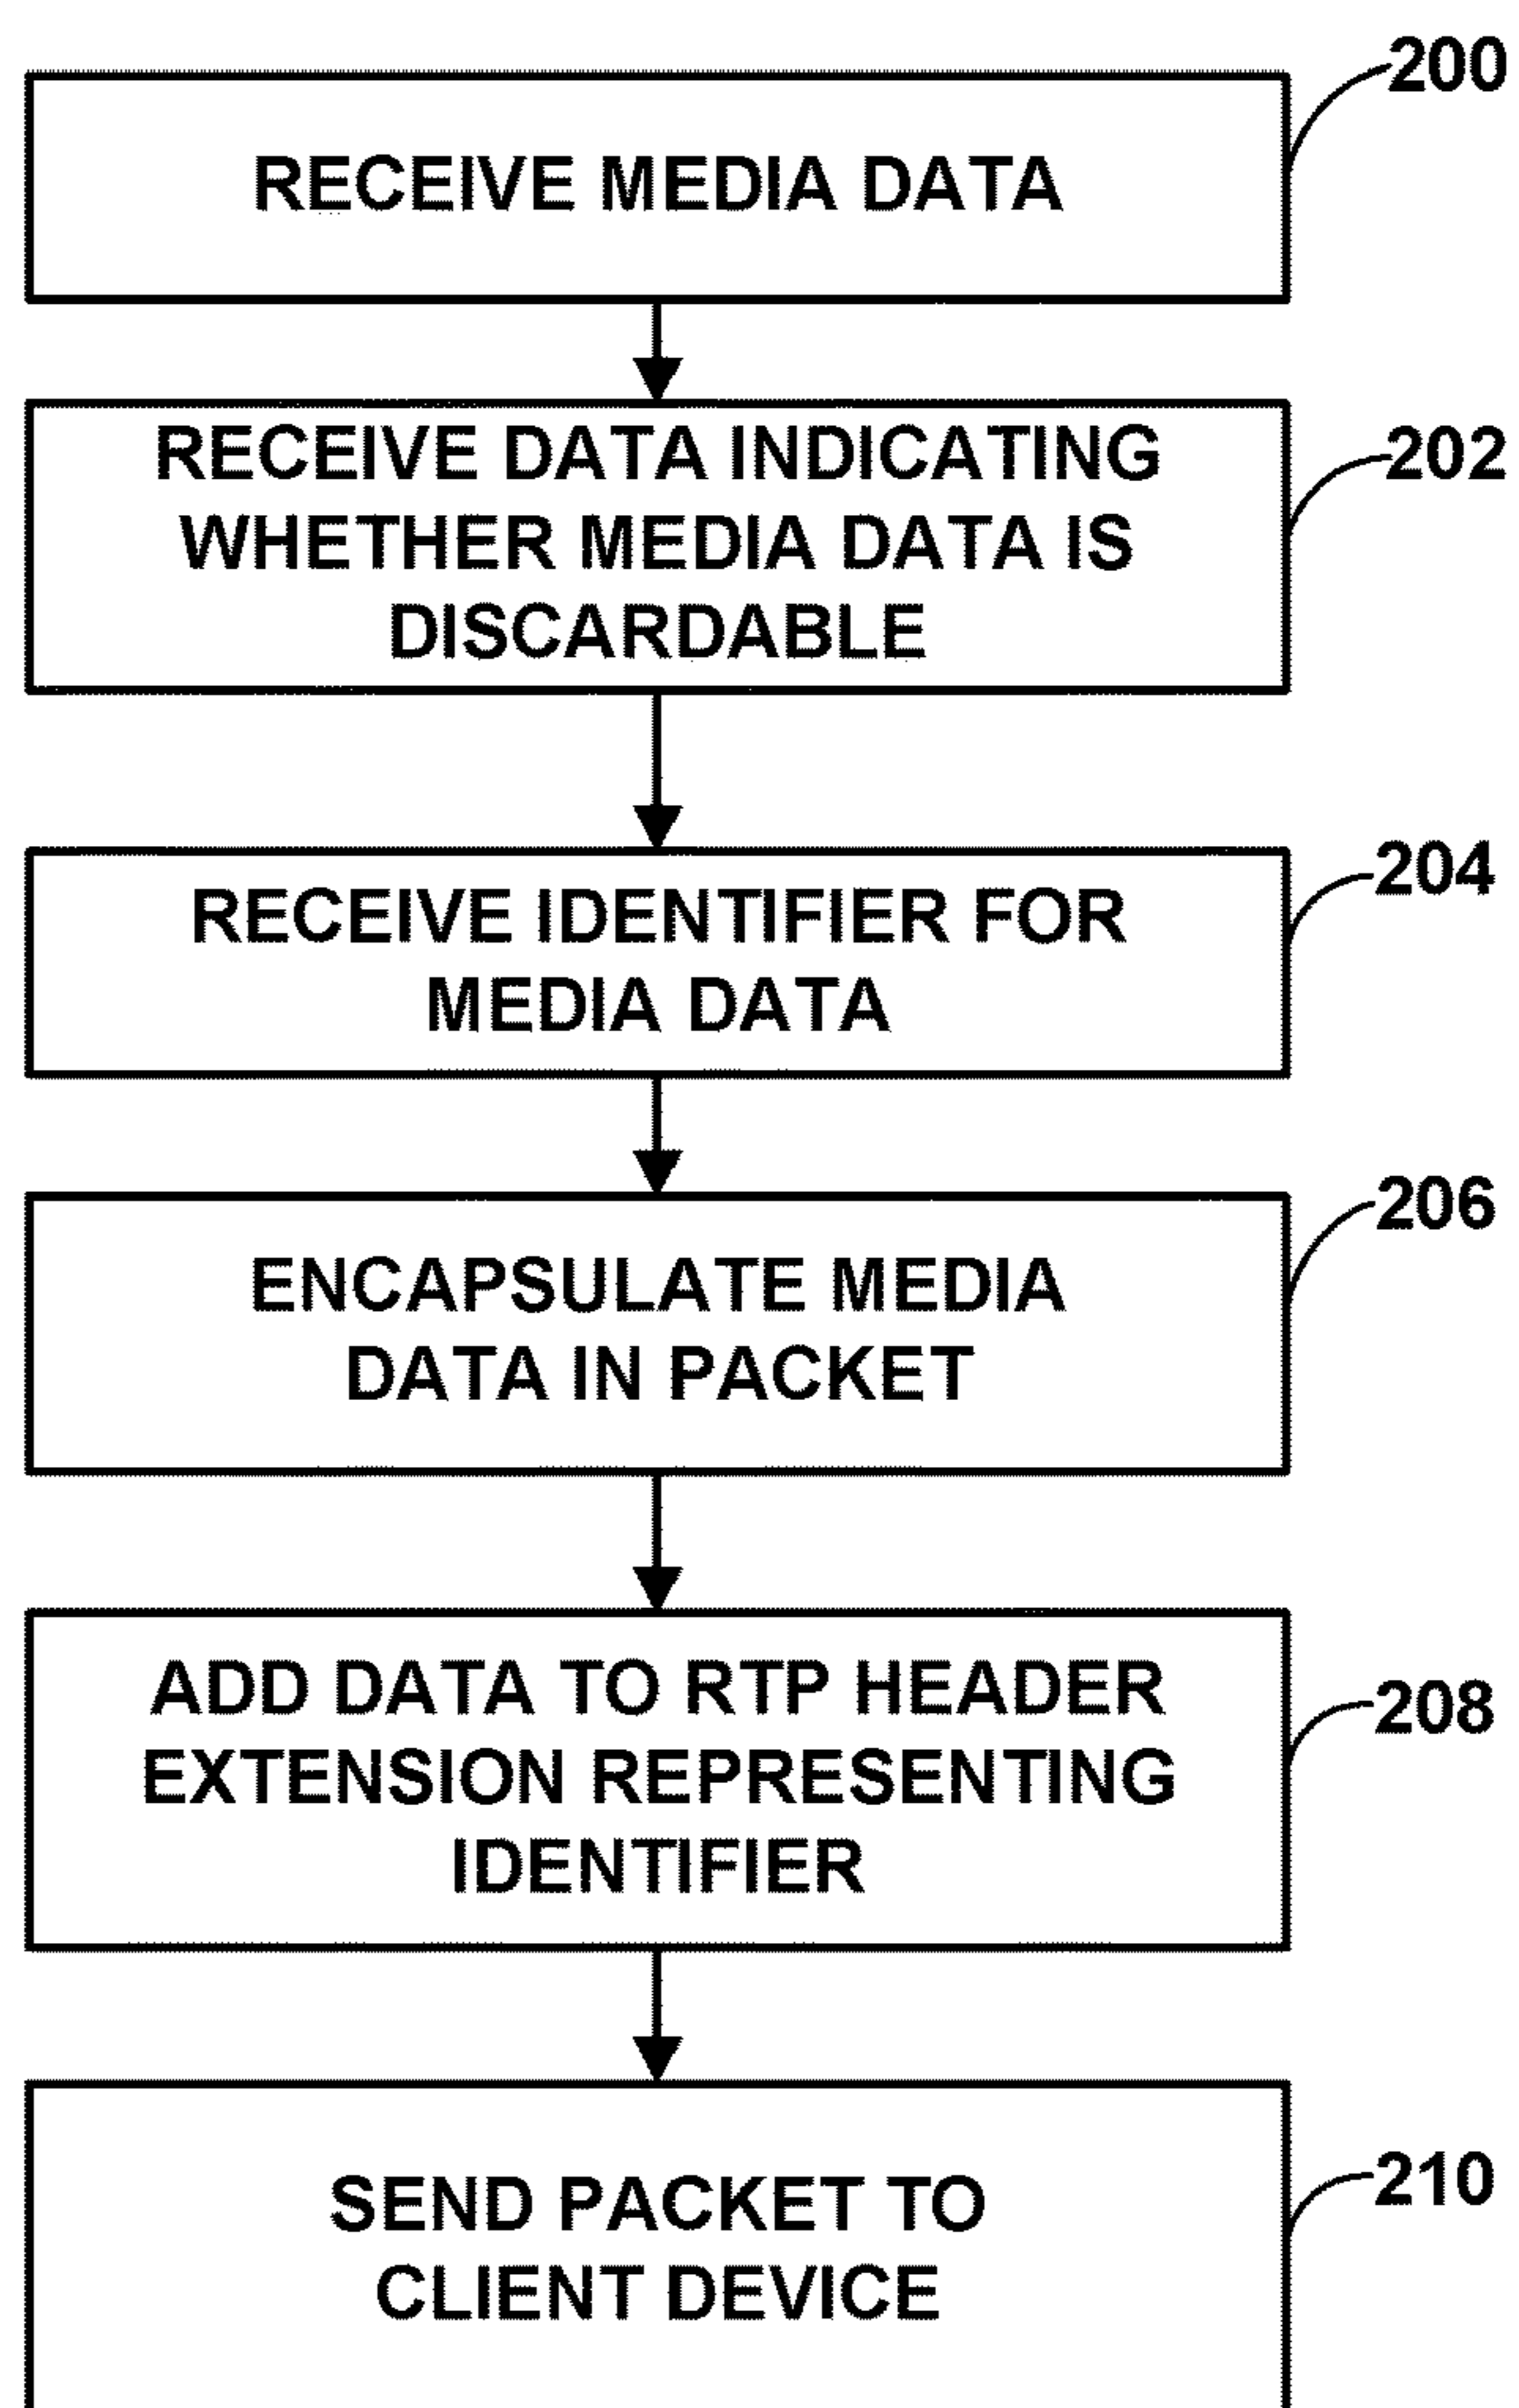 200
RECEIVE MEDIA DATA
202
RECEIVE DATA INDICATING
WHETHER MEDIA DATA IS
DISCARDABLE
204
RECEIVE IDENTIFIER FOR
MEDIA DATA
206
ENCAPSULATE MEDIA
DATA IN PACKET
208
ADD DATA TO RTP HEADER
EXTENSION REPRESENTING
IDENTIFIER
210
SEND PACKET TO
CLIENT DEVICE